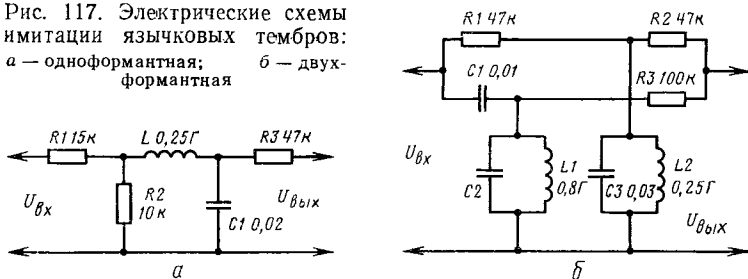 Рис. 117. Электрические схемы
имитации язычковых тембров:
а — одноформантная; б — двух-
формантная
R1 15к
L 0,25Г
R3 47к
Uвх
R2
10к
C1 0,02
Uвых
а
R1 47к
R2 47к
C1 0,01
R3 100к
Uвх
C2
L1
0,8Г
C3 0,03
L2
0,25Г
Uвых
б